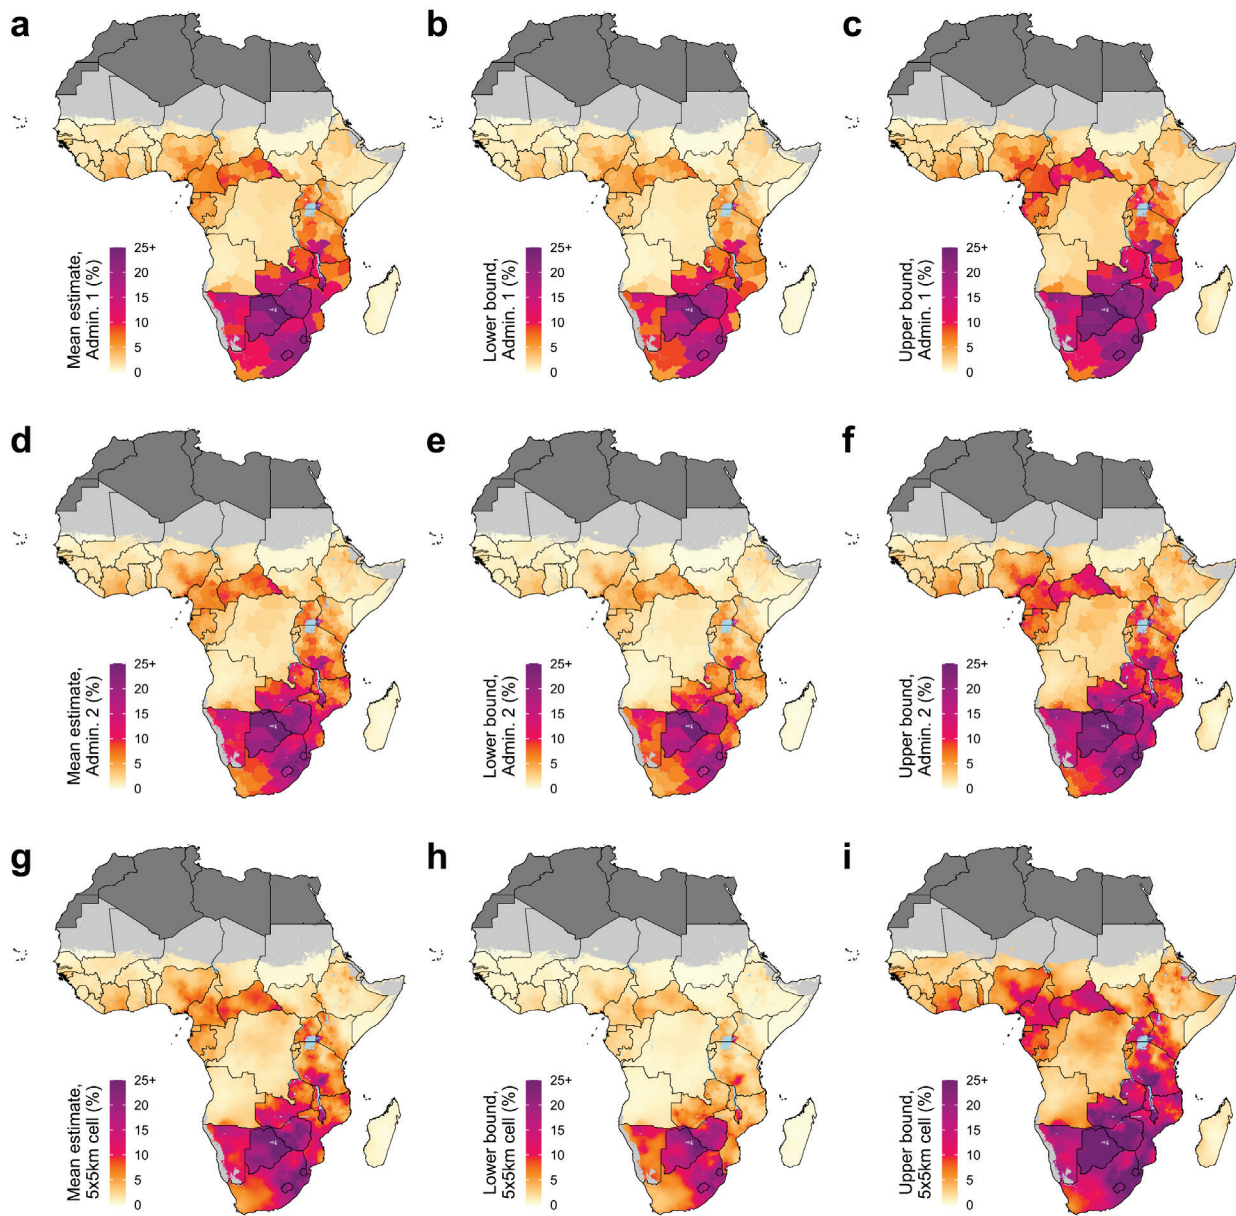 a
b
c
Mean estimate,
Admin. 1 (%)
25+
20
15
10
5
0
Lower bound,
Admin. 1 (%)
25+
20
15
10
5
0
Upper bound,
Admin. 1 (%)
25+
20
15
10
5
0
d
e
f
Mean estimate,
Admin. 2 (%)
25+
20
15
10
5
0
Lower bound,
Admin. 2 (%)
25+
20
15
10
5
0
Upper bound,
Admin. 2 (%)
25+
20
15
10
5
0
g
h
i
Mean estimate,
5x5km cell (%)
25+
20
15
10
5
0
Lower bound,
5x5km cell (%)
25+
20
15
10
5
0
Upper bound,
5x5km cell (%)
25+
20
15
10
5
0